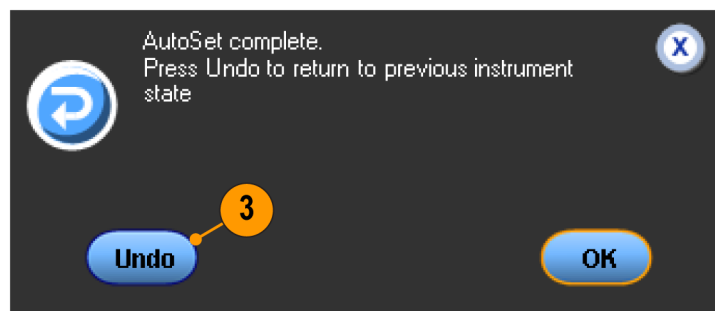 AutoSet complete.
Press Undo to return to previous instrument
state
X
3
Undo
OK